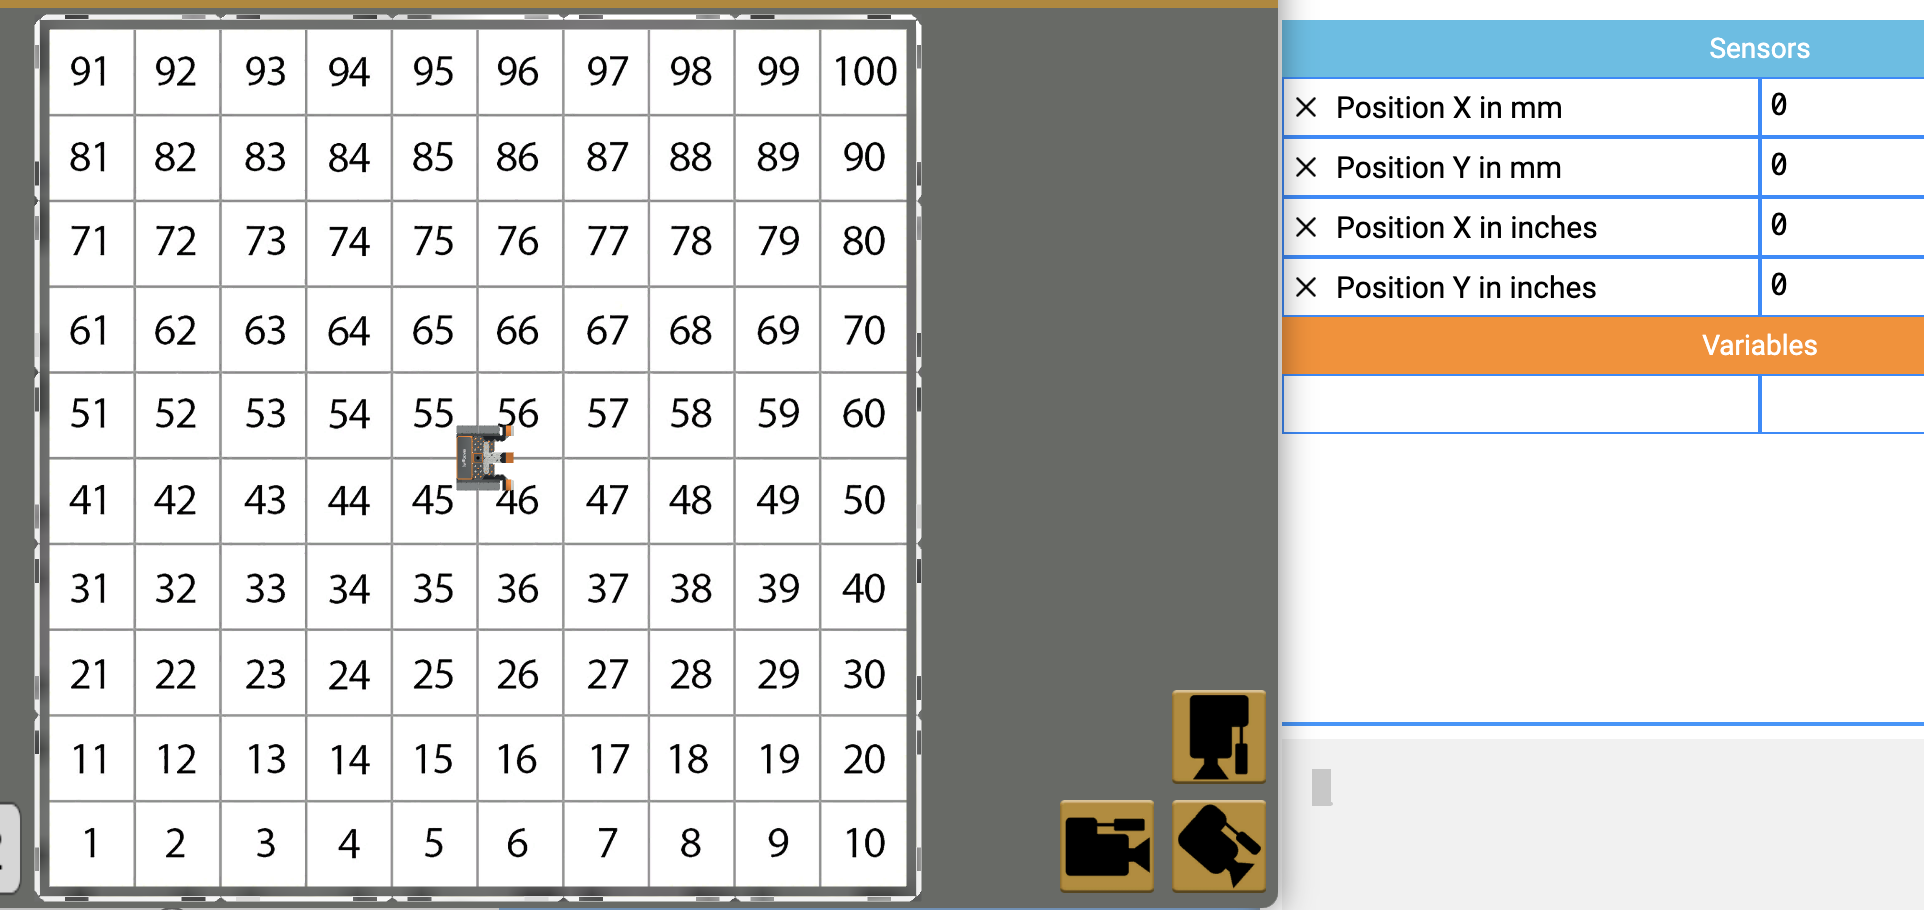 91 92 93 94 95 96 97 98 99 100
81 82 83 84 85 86 87 88 89 90
71 72 73 74 75 76 77 78 79 80
61 62 63 64 65 66 67 68 69 70
51 52 53 54 55 56 57 58 59 60
41 42 43 44 45 46 47 48 49 50
31 32 33 34 35 36 37 38 39 40
21 22 23 24 25 26 27 28 29 30
11 12 13 14 15 16 17 18 19 20
1 2 3 4 5 6 7 8 9 10
Sensors
× Position X in mm 0
× Position Y in mm 0
× Position X in inches 0
× Position Y in inches 0
Variables